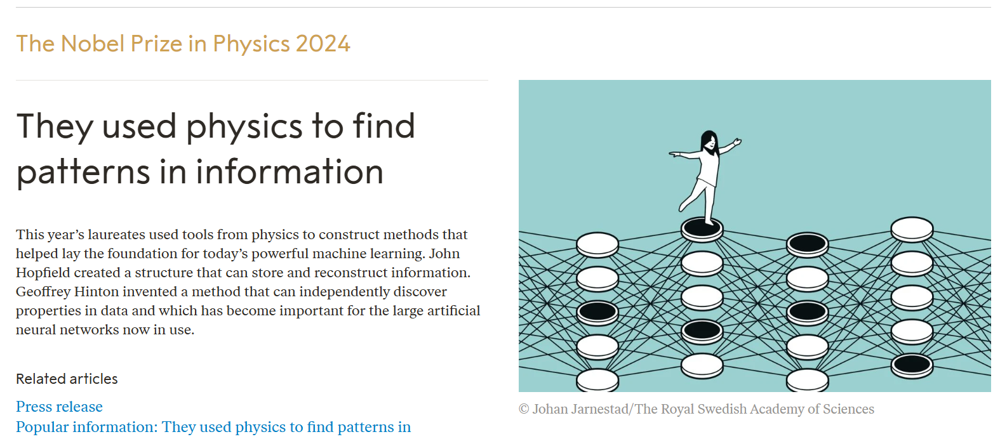 The Nobel Prize in Physics 2024
They used physics to find
patterns in information
This year’s laureates used tools from physics to construct methods that
helped lay the foundation for today’s powerful machine learning. John
Hopfield created a structure that can store and reconstruct information.
Geoffrey Hinton invented a method that can independently discover
properties in data and which has become important for the large artificial
neural networks now in use.
Related articles
Press release
Popular information: They used physics to find patterns in
© Johan Jarnestad/The Royal Swedish Academy of Sciences